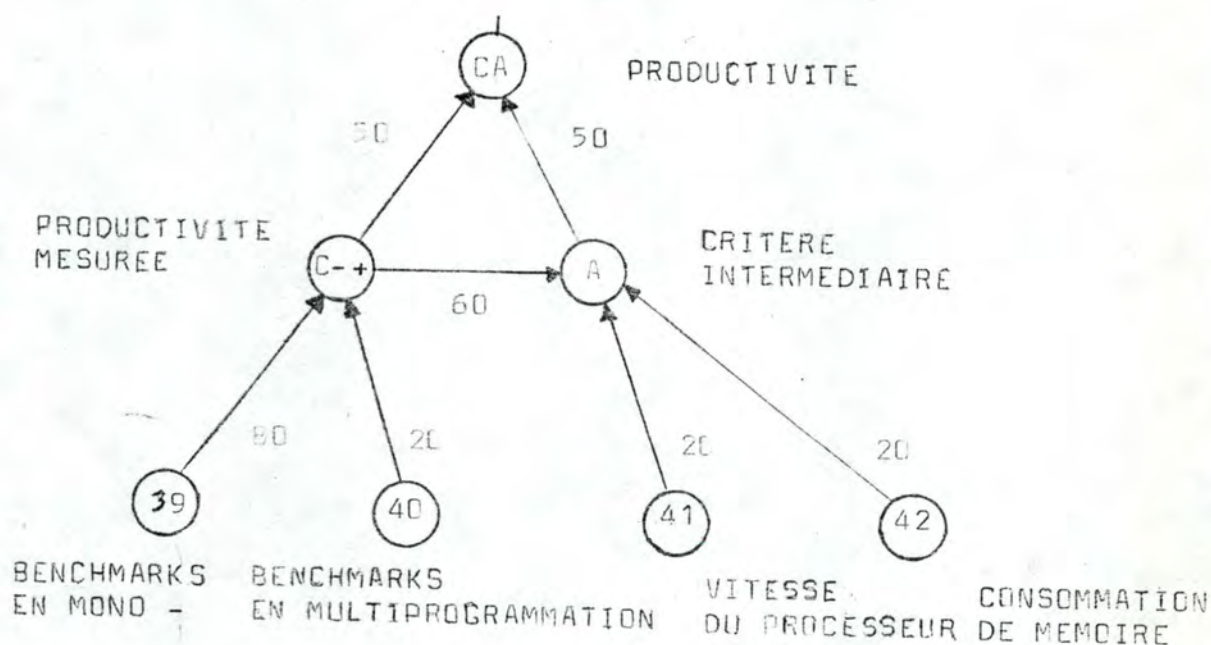 CA
PRODUCTIVITE
50
50
PRODUCTIVITE
MESUREE
C-+
A
CRITERE
INTERMEDIAIRE
60
80
20
20
20
39
40
41
42
BENCHMARKS
EN MONO -
BENCHMARKS
EN MULTIPROGRAMMATION
VITESSE
DU PROCESSEUR
CONSOMMATION
DE MEMOIRE